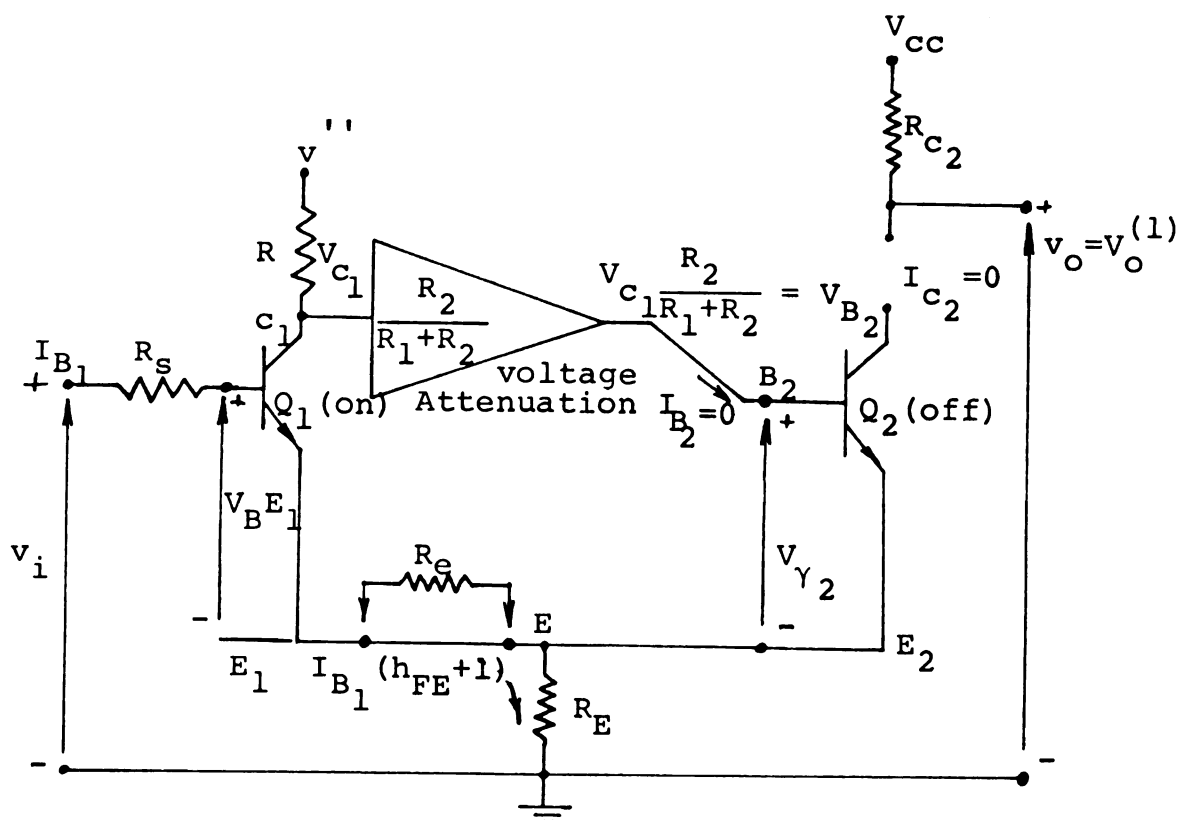 V_cc
R_c2
v''
+
v_o=V_o^(1)
R
V_c1
V_c1 R_2/(R_1+R_2) = V_B2
I_c2=0
R_2/(R_1+R_2)
c_1
I_B1
R_s
+
+
Q_1(on)
voltage
Attenuation
I_B2=0
B_2
+
Q_2(off)
V_BE_1
v_i
R_e
V_γ2
-
-
E
E_1
I_B1(h_FE+1)
E_2
R_E
-
-